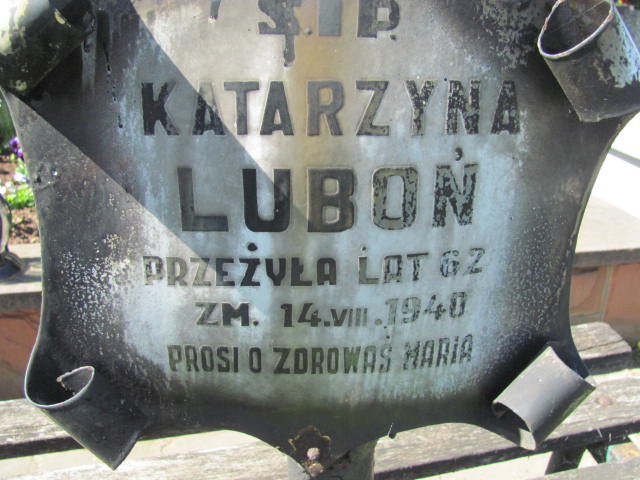 Ś.†P.
KATARZYNA
LUBOŃ
PRZEŻYŁA LAT 62
ZM. 14.VIII.1940
PROSI O ZDROWAŚ MARIA